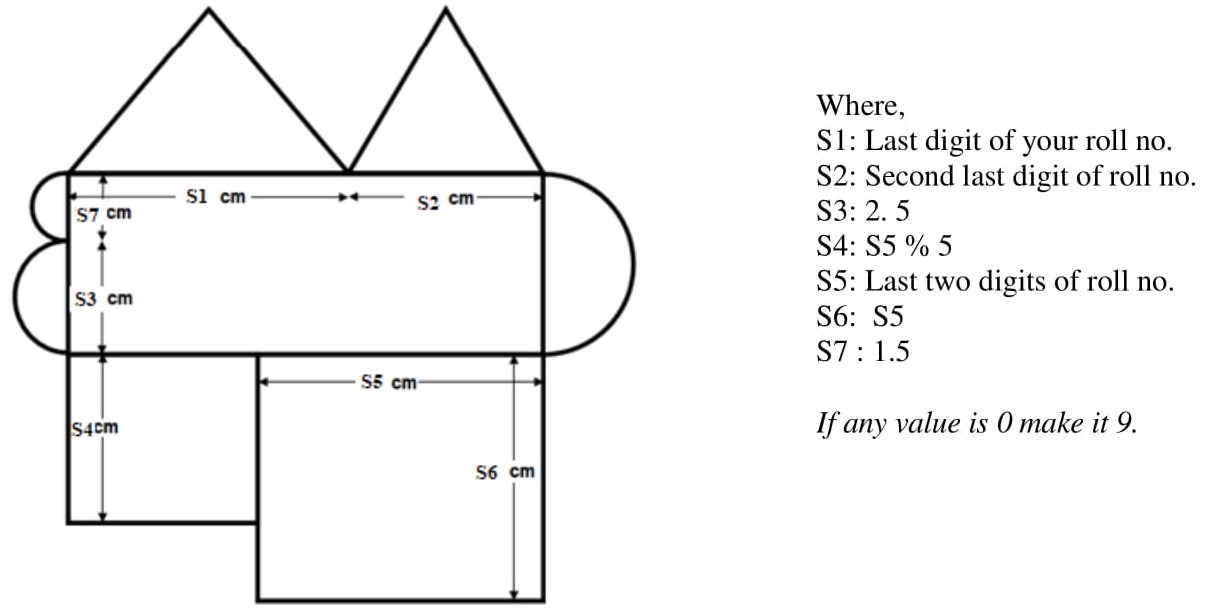 S1 cm
S2 cm
S7 cm
S3 cm
S5 cm
S4cm
S6 cm
Where,
S1: Last digit of your roll no.
S2: Second last digit of roll no.
S3: 2. 5
S4: S5 % 5
S5: Last two digits of roll no.
S6: S5
S7 : 1.5
If any value is 0 make it 9.